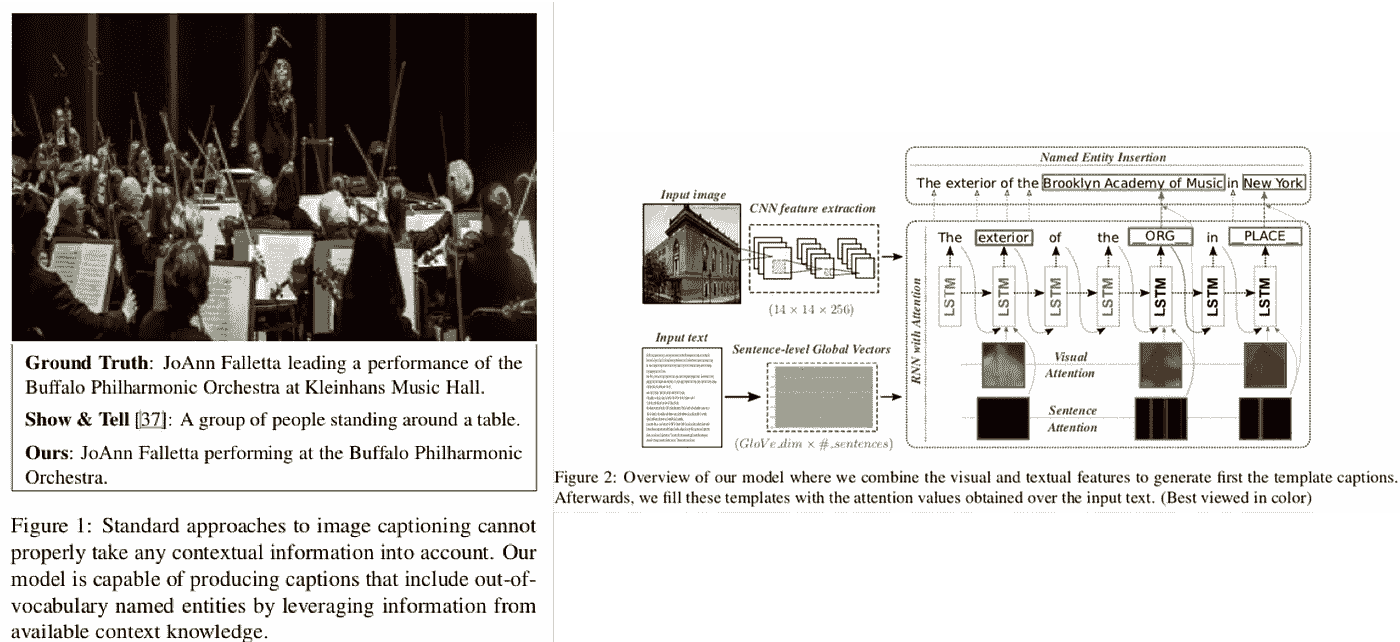 Ground Truth: JoAnn Falletta leading a performance of the
Buffalo Philharmonic Orchestra at Kleinhans Music Hall.
Show & Tell [37]: A group of people standing around a table.
Ours: JoAnn Falletta performing at the Buffalo Philharmonic
Orchestra.
Figure 1: Standard approaches to image captioning cannot
properly take any contextual information into account. Our
model is capable of producing captions that include out-of-
vocabulary named entities by leveraging information from
available context knowledge.
Named Entity Insertion
The exterior of the Brooklyn Academy of Music in New York
Input image
CNN feature extraction
(14 × 14 × 256)
Input text
Sentence-level Global Vectors
(GloVe_dim × #_sentences)
RNN with Attention
The exterior of the __ORG__ in __PLACE__
LSTM LSTM LSTM LSTM LSTM LSTM LSTM
Visual
Attention
Sentence
Attention
Figure 2: Overview of our model where we combine the visual and textual features to generate first the template captions.
Afterwards, we fill these templates with the attention values obtained over the input text. (Best viewed in color)